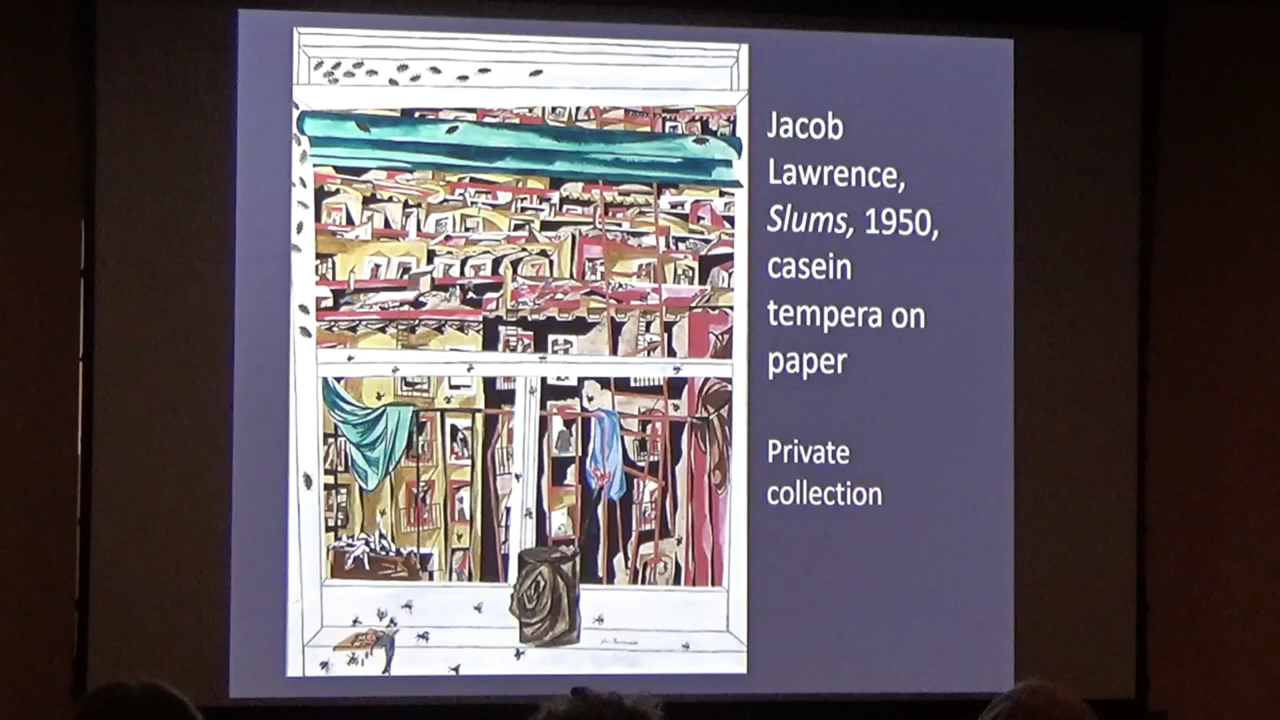 Jacob
Lawrence,
Slums, 1950,
casein
tempera on
paper
Private
collection